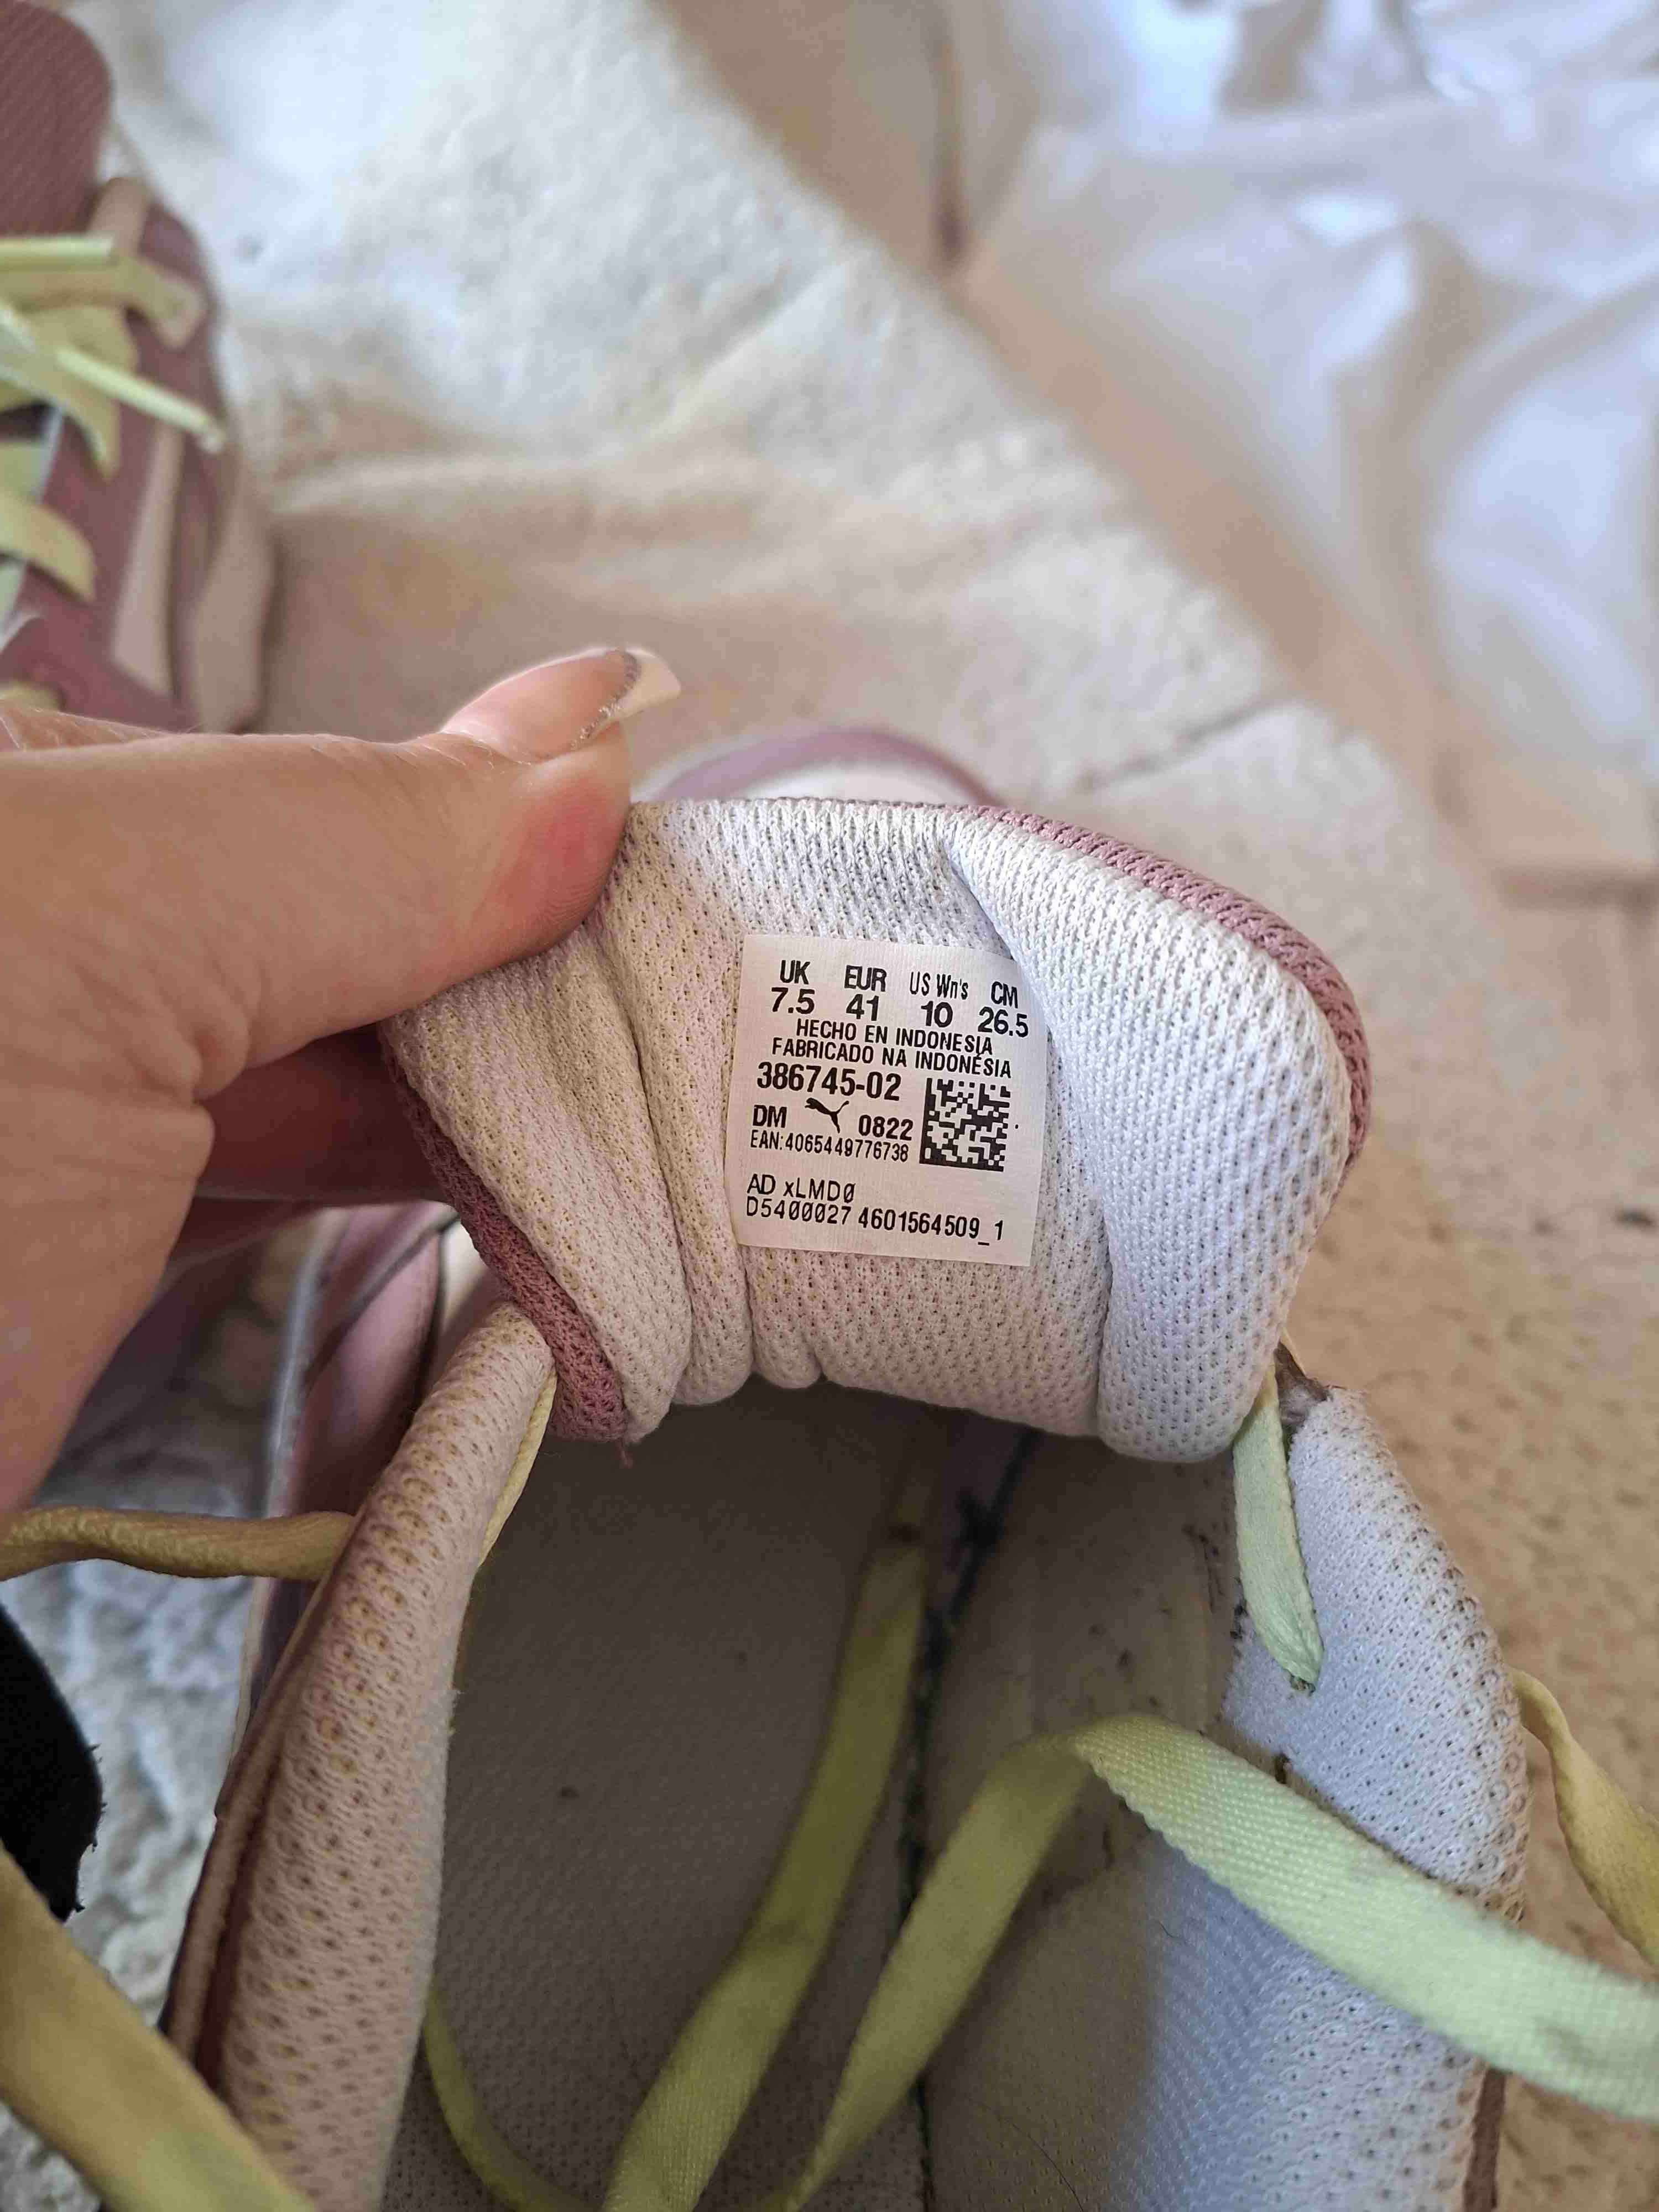 UK EUR US Wn's CM
7.5 41 10 26.5
HECHO EN INDONESIA
FABRICADO NA INDONÉSIA
386745-02
DM 0822
EAN:4065449776738
AD xLMD0
D5400027 4601564509_1